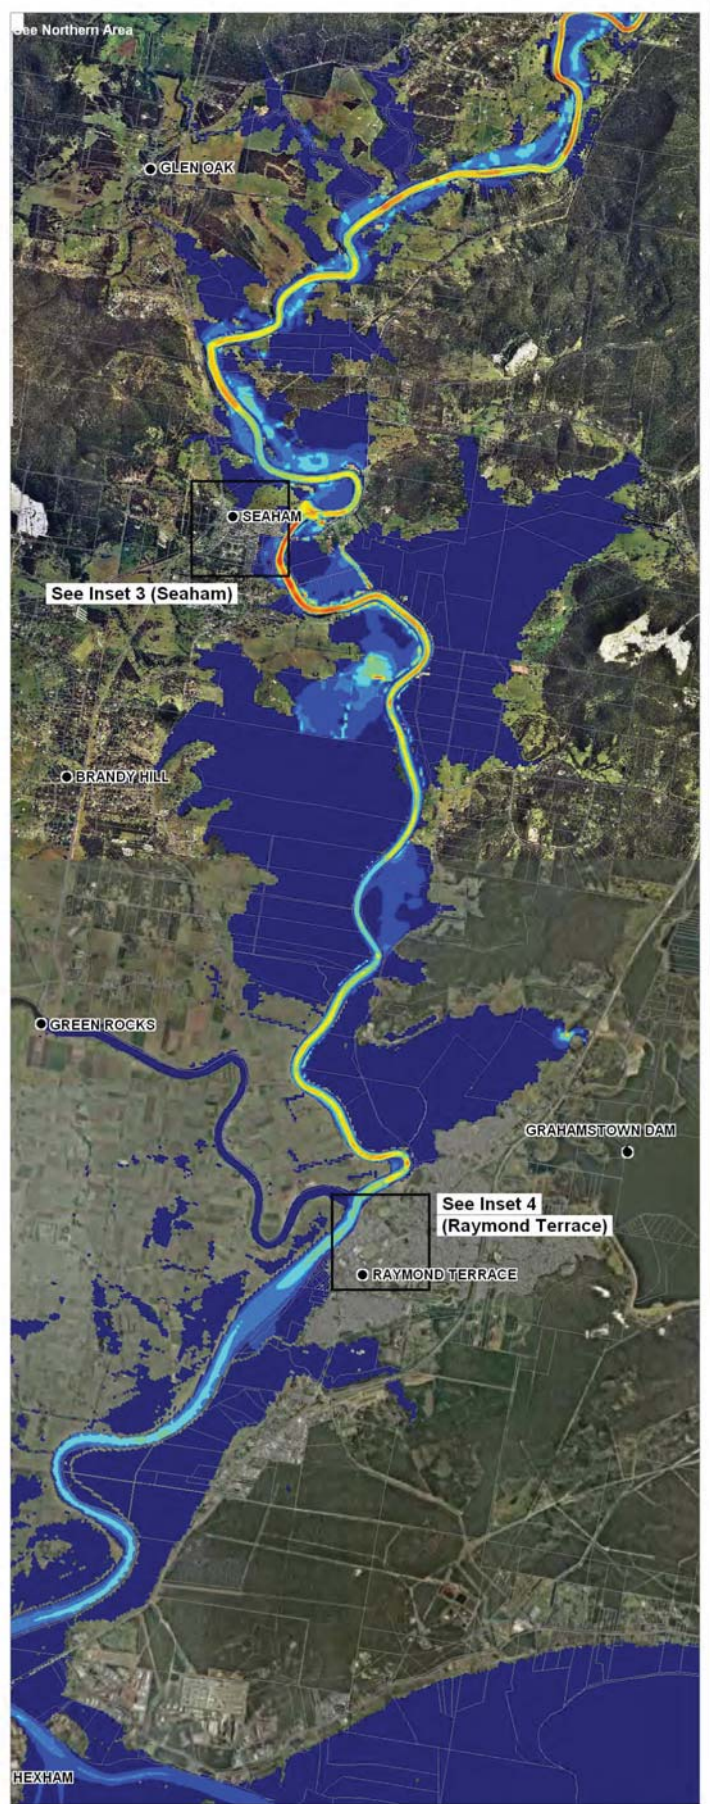 See Northern Area
GLEN OAK
SEAHAM
See Inset 3 (Seaham)
BRANDY HILL
GREEN ROCKS
GRAHAMSTOWN DAM
See Inset 4
(Raymond Terrace)
RAYMOND TERRACE
HEXHAM